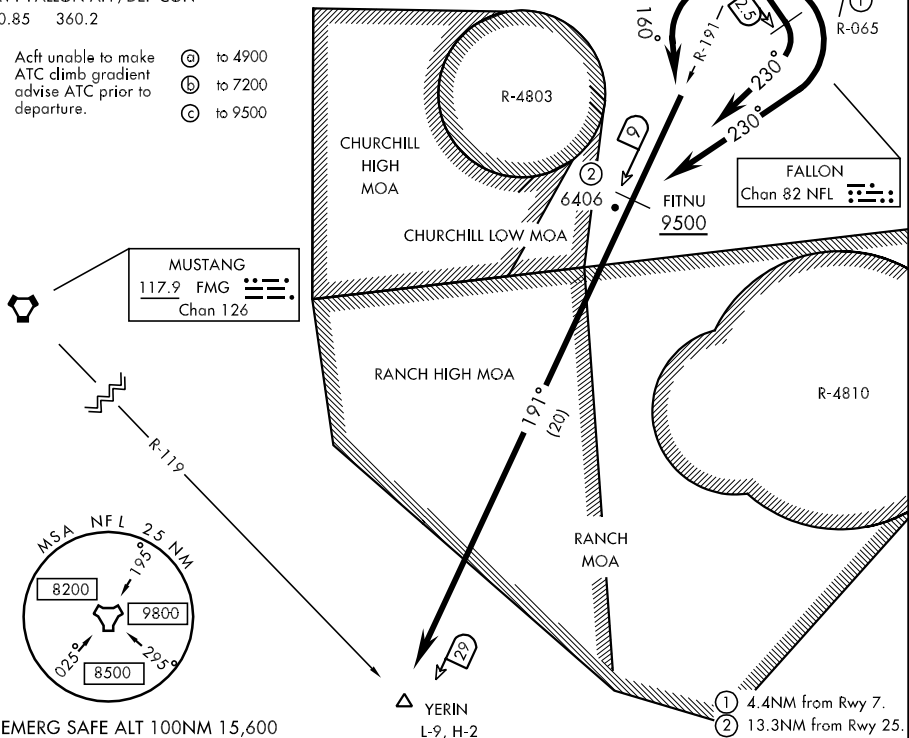 0.85 360.2
Acft unable to make
ATC climb gradient
advise ATC prior to
departure.
a to 4900
b to 7200
c to 9500
160°
R-191
2.5
1
R-065
230°
230°
R-4803
CHURCHILL
HIGH
MOA
9
2
6406
FITNU
9500
FALLON
Chan 82 NFL
CHURCHILL LOW MOA
MUSTANG
117.9 FMG
Chan 126
RANCH HIGH MOA
191°
(20)
R-4810
R-119
RANCH
MOA
MSA NFL 25 NM
195°
8200
9800
025°
295°
8500
29
YERIN
L-9, H-2
EMERG SAFE ALT 100NM 15,600
1 4.4NM from Rwy 7.
2 13.3NM from Rwy 25.